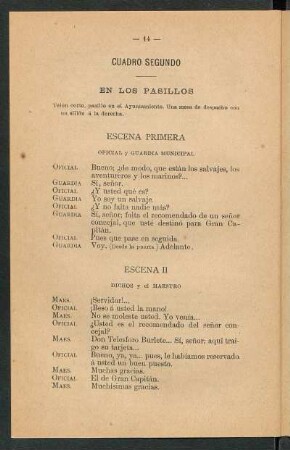 — 14 —
CUADRO SEGUNDO
EN LOS PASILLOS
Telón corto, pasillo en el Ayuntamiento. Una mesa de despacho con
un sillón á la derecha.
ESCENA PRIMERA
OFICIAL y GUARDIA MUNICIPAL
OFICIAL Bueno; ¿de modo, que están los salvajes, los
aventureros y los marinos?...
GUARDIA Sí, señor.
OFICIAL ¿Y usted qué es?
GUARDIA Yo soy un salvaje.
OFICIAL ¿Y no falta nadie más?
GUARDIA Sí, señor; falta el recomendado de un señor
concejal, que usté destinó para Gran Ca-
pitán.
OFICIAL Pues que pase en seguida.
GUARDIA Voy. (Desde la puerta.) Adelante.
ESCENA II
DICHOS y el MAESTRO
MAES. ¡Servidor!...
OFICIAL ¡Beso á usted la mano!
MAES. No se moleste usted. Yo venía...
OFICIAL ¿Usted es el recomendado del señor con-
cejal?
MAES. Don Telesforo Burlete... Sí, señor; aquí trai-
go su tarjeta...
OFICIAL Bueno, ya, ya... pues, le habíamos reservado
á usted un buen puesto.
MAES. Muchas gracias.
OFICIAL El de Gran Capitán.
MAES. Muchísimas gracias.